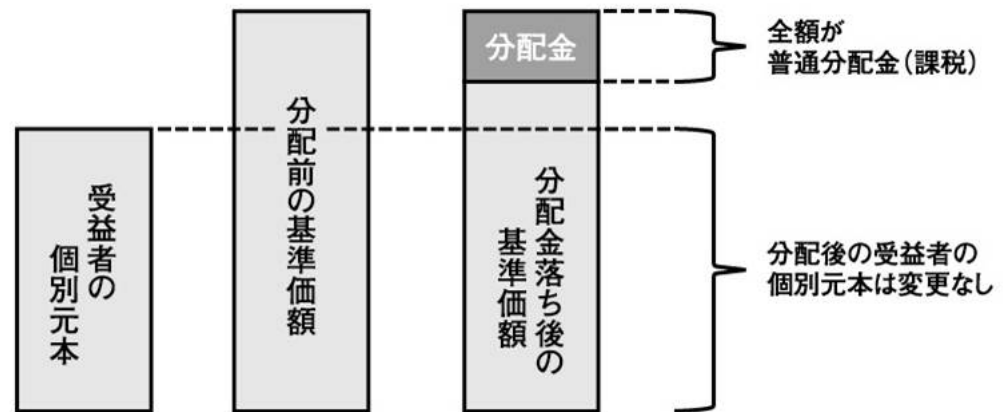 受益者の
個別元本
分配前の基準価額
分配金
分配金落ち後の
基準価額
全額が
普通分配金(課税)
分配後の受益者の
個別元本は変更なし